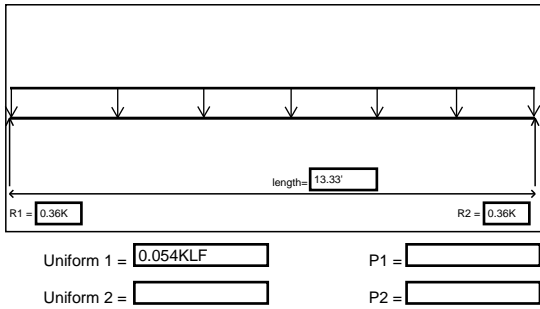 length= 13.33'
R1 = 0.36K R2 = 0.36K
Uniform 1 = 0.054KLF P1 =
Uniform 2 = P2 =